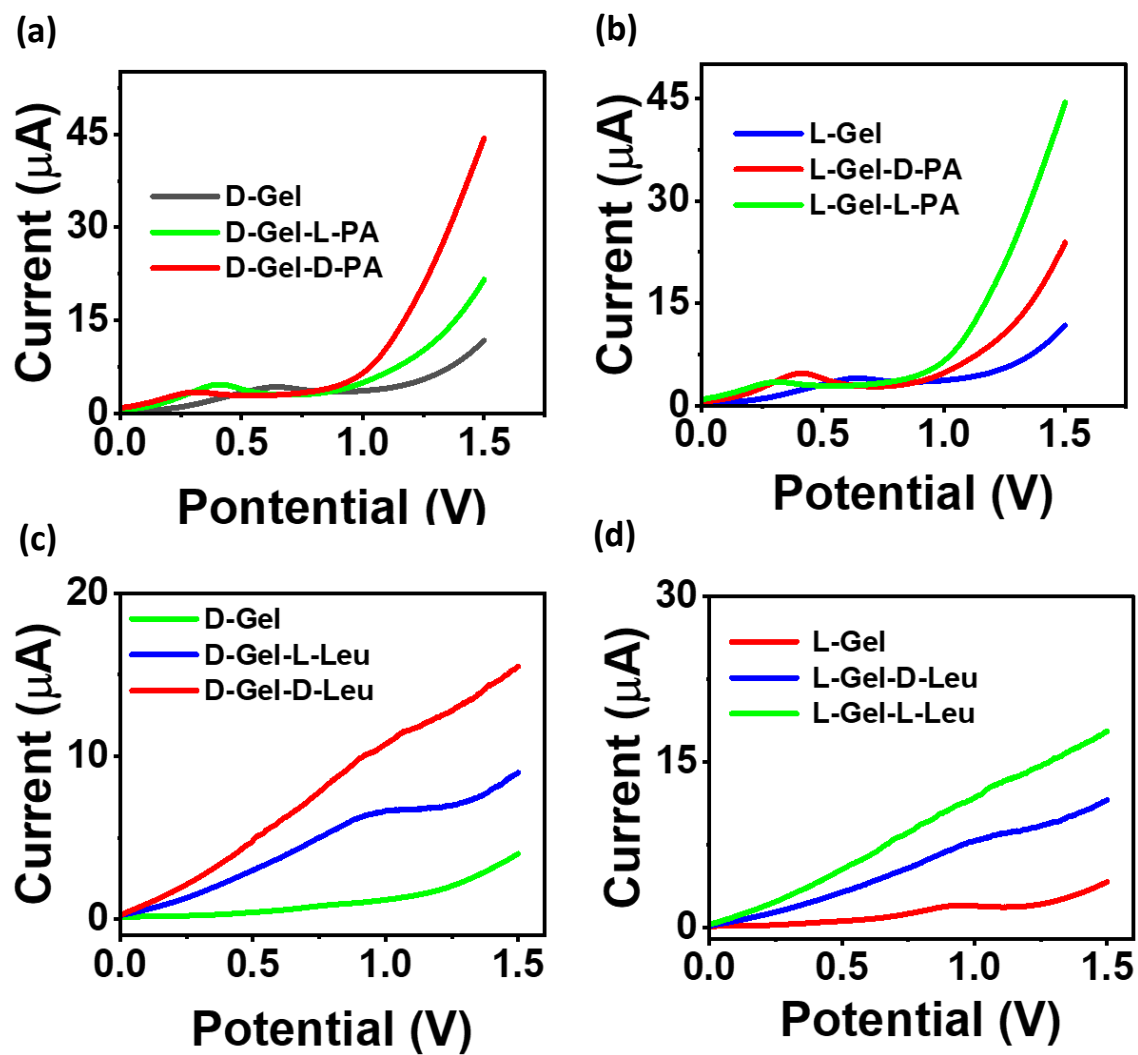 (a)
Current (μA)
45
30
15
0
D-Gel
D-Gel-L-PA
D-Gel-D-PA
0.0 0.5 1.0 1.5
Pontential (V)
(b)
Current (μA)
45
30
15
0
L-Gel
L-Gel-D-PA
L-Gel-L-PA
0.0 0.5 1.0 1.5
Potential (V)
(c)
Current (μA)
20
10
0
D-Gel
D-Gel-L-Leu
D-Gel-D-Leu
0.0 0.5 1.0 1.5
Potential (V)
(d)
Current (μA)
30
15
0
L-Gel
L-Gel-D-Leu
L-Gel-L-Leu
0.0 0.5 1.0 1.5
Potential (V)